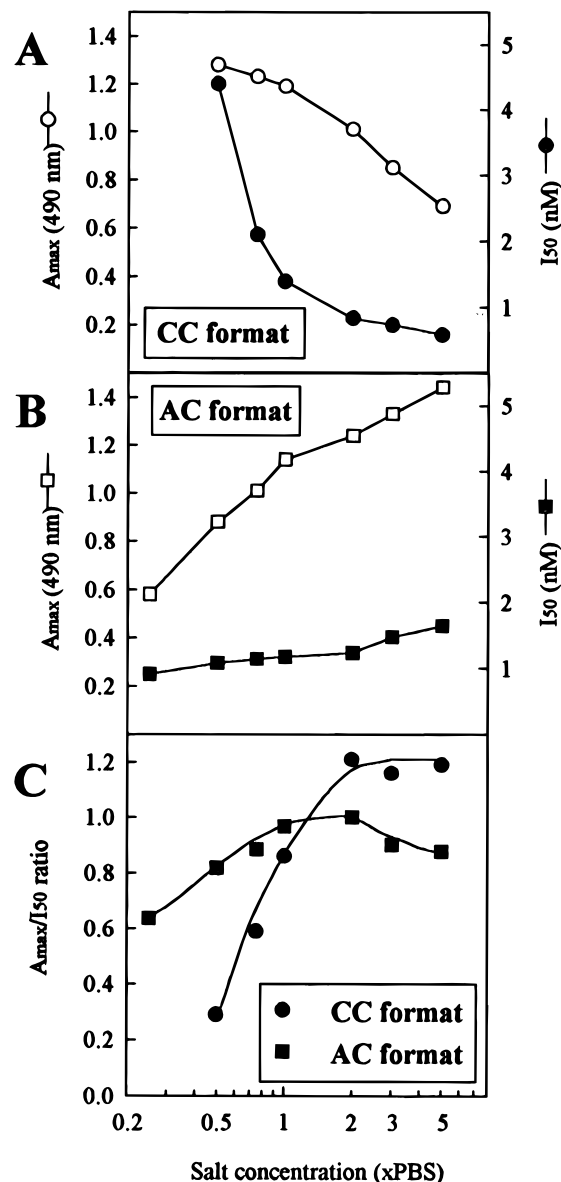 A
1.4
1.2
1.0
0.8
0.6
0.4
0.2
Amax (490 nm)
5
4
3
2
1
I50 (nM)
CC format
B
AC format
1.4
1.2
1.0
0.8
0.6
0.4
0.2
Amax (490 nm)
5
4
3
2
1
I50 (nM)
C
1.2
1.0
0.8
0.6
0.4
0.2
0.0
Amax/I50 ratio
CC format
AC format
0.2 0.5 1 2 3 5
Salt concentration (xPBS)